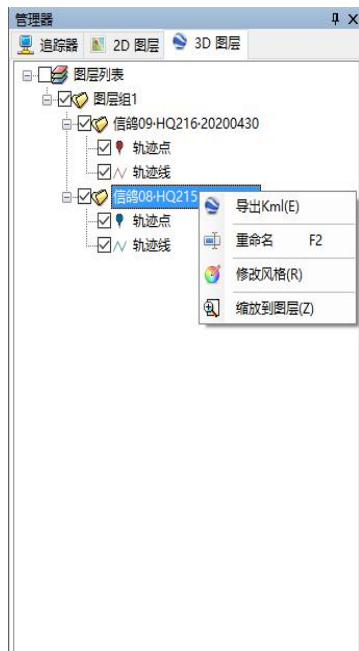 管理器
追踪器 2D 图层 3D 图层
图层列表
图层组1
信鸽09·HQ216·20200430
轨迹点
轨迹线
信鸽08·HQ215
轨迹点
轨迹线
导出Kml(E)
重命名 F2
修改风格(R)
缩放到图层(Z)